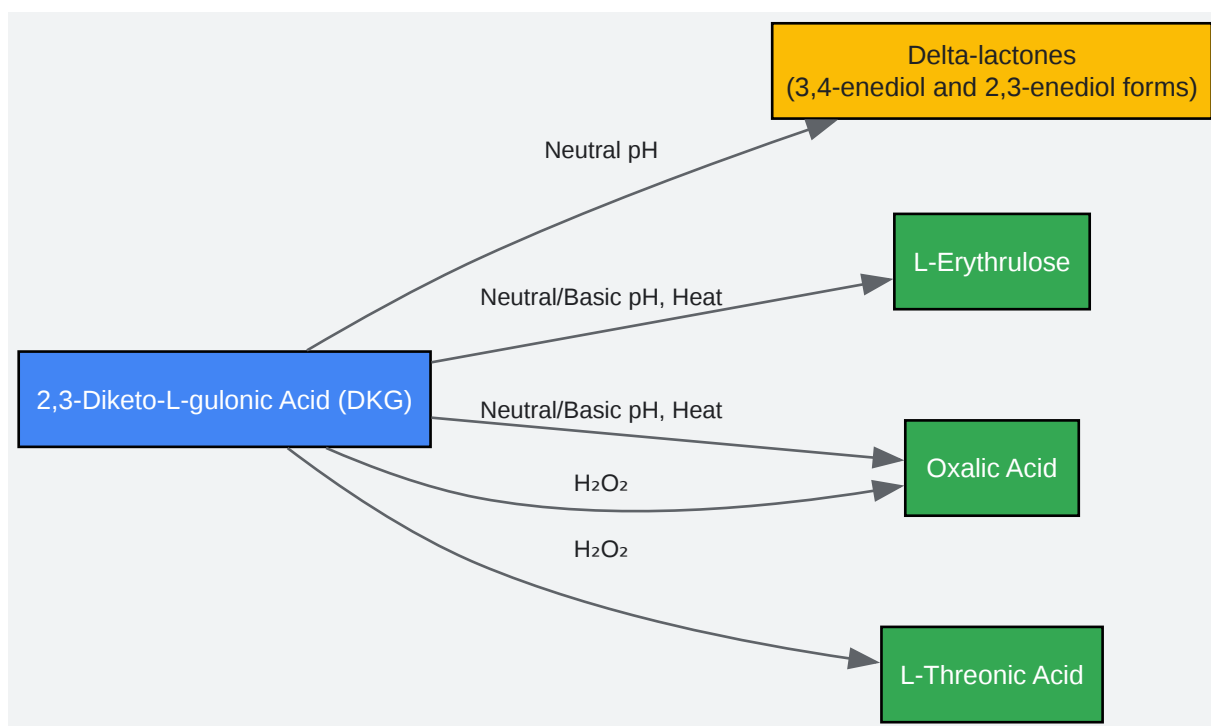 Delta-lactones
(3,4-enediol and 2,3-enediol forms)
Neutral pH
L-Erythrulose
Neutral/Basic pH, Heat
2,3-Diketo-L-gulonic Acid (DKG)
Neutral/Basic pH, Heat
Oxalic Acid
H₂O₂
H₂O₂
L-Threonic Acid